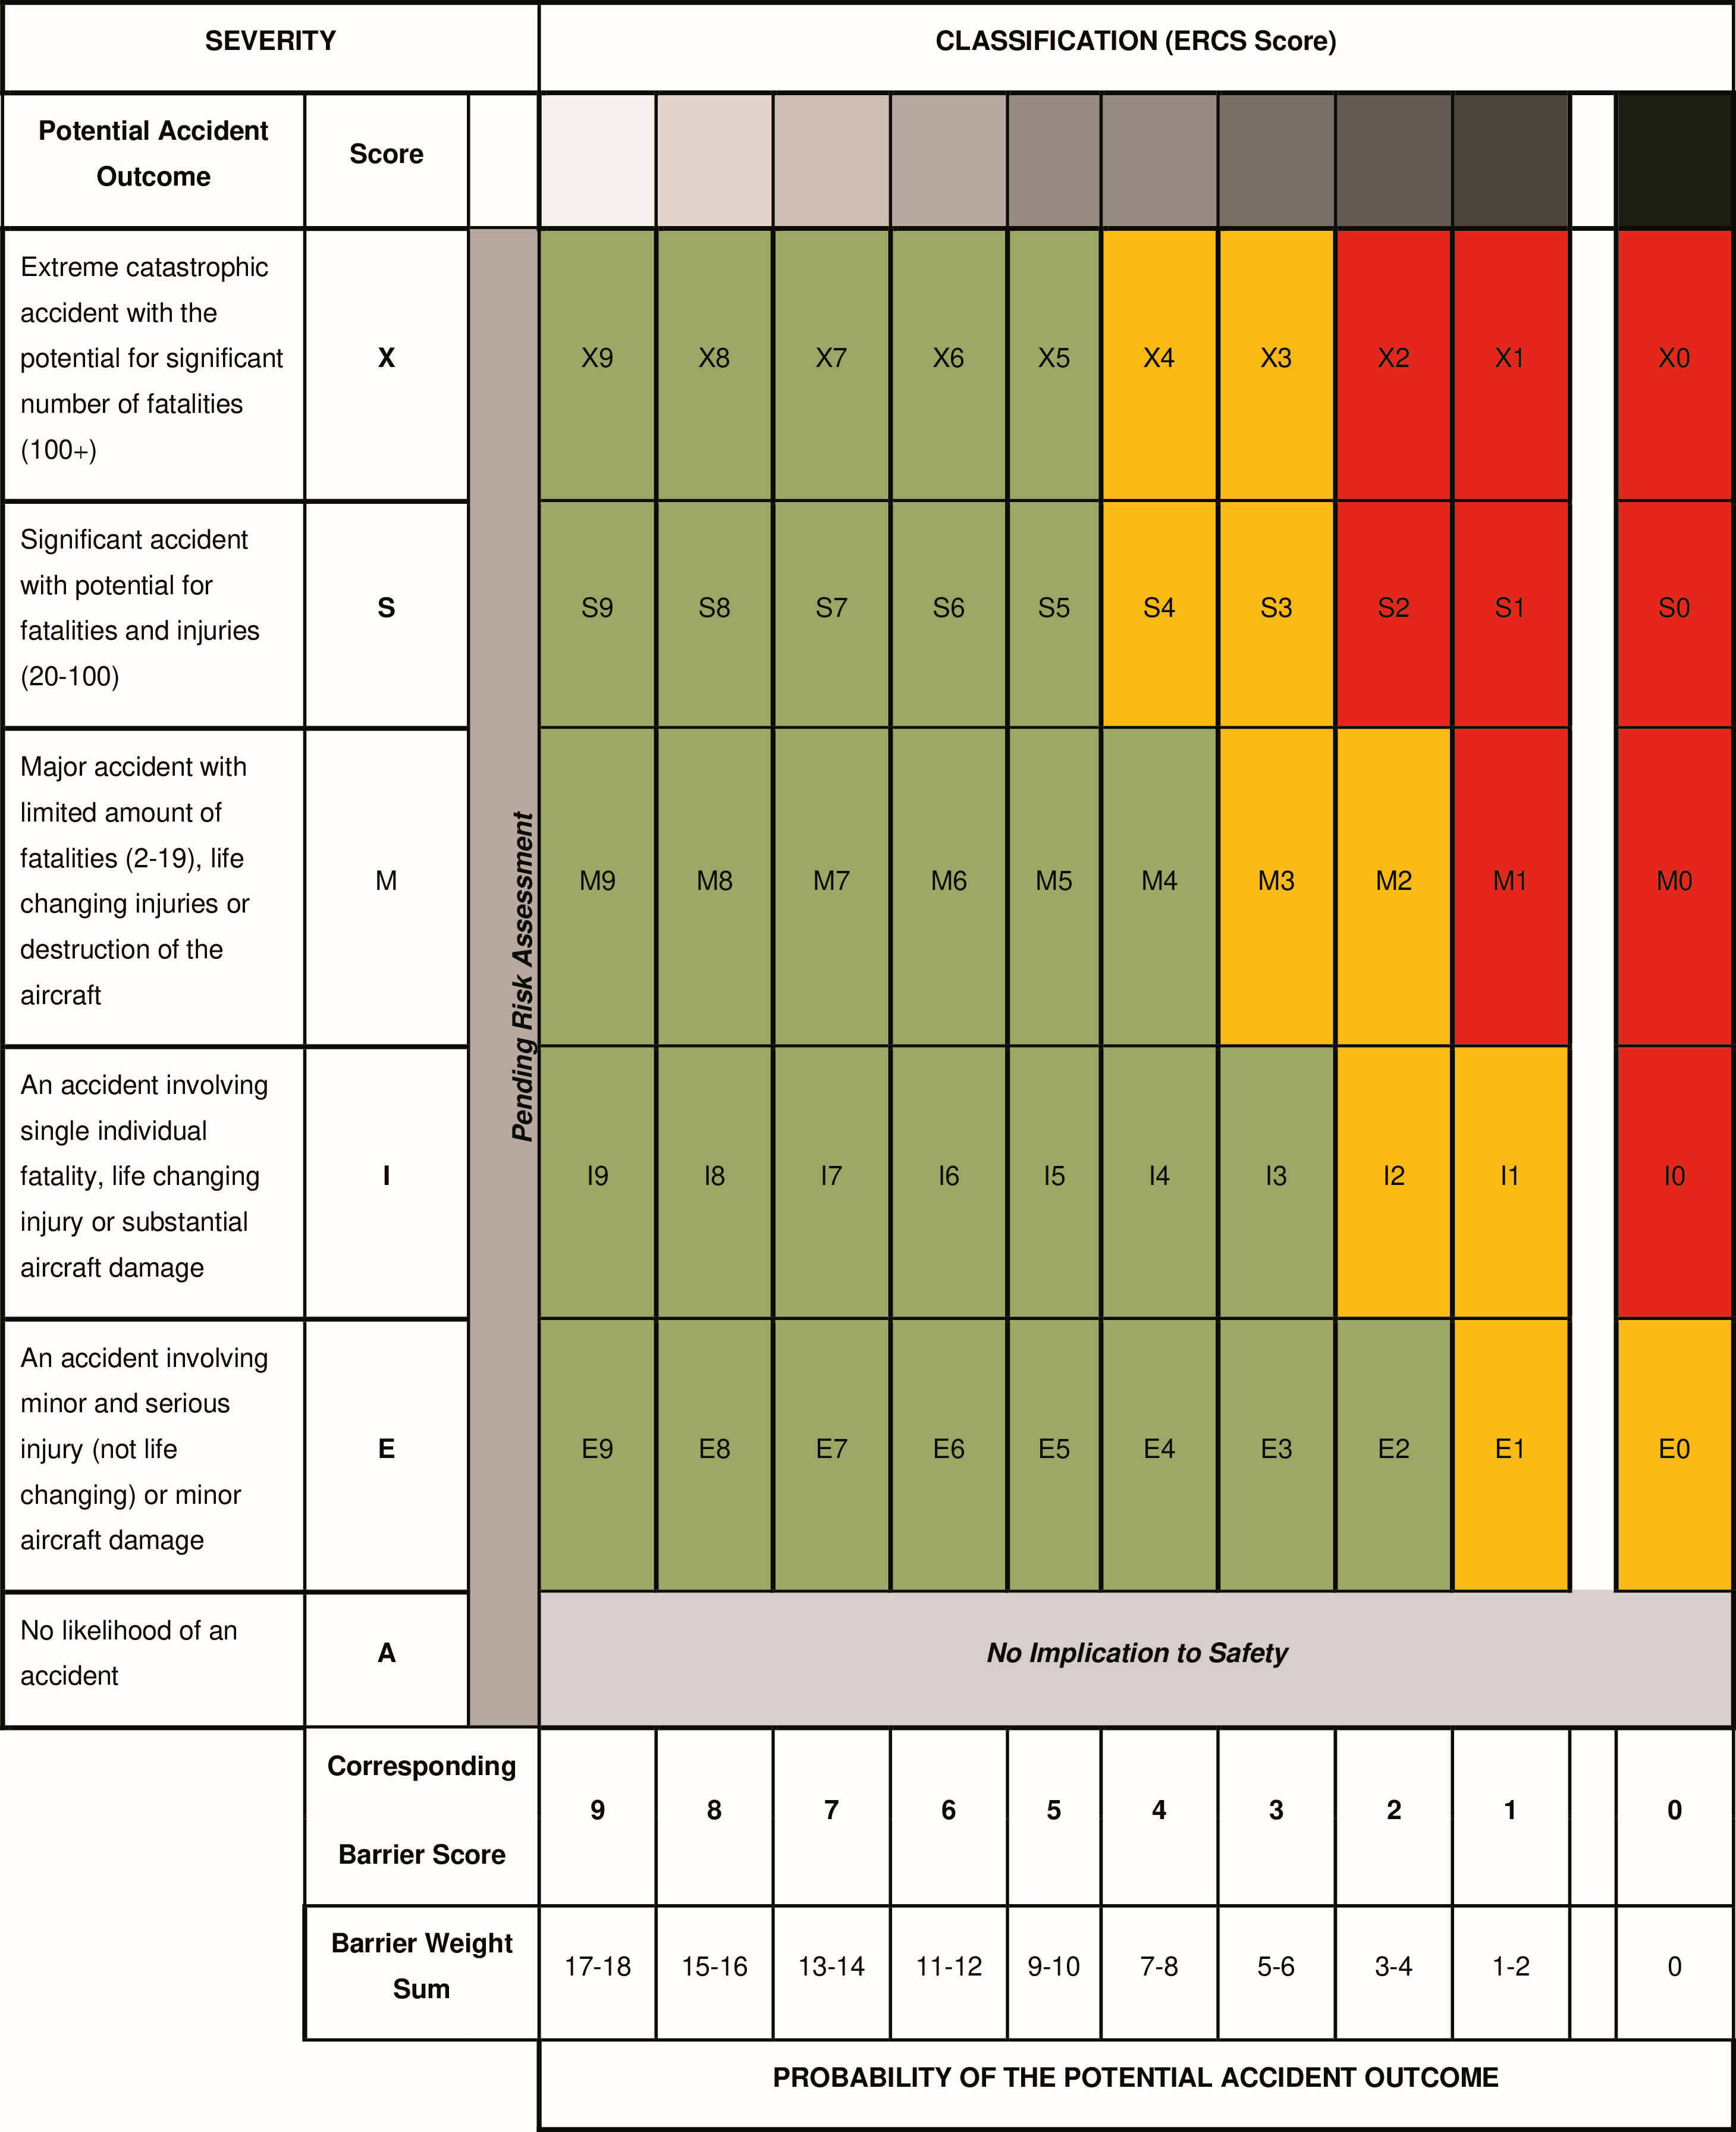 SEVERITY
CLASSIFICATION (ERCS Score)
Potential Accident
Outcome
Score
Pending Risk Assessment
Extreme catastrophic
accident with the
potential for significant
number of fatalities
(100+)
X
X9
X8
X7
X6
X5
X4
X3
X2
X1
X0
Significant accident
with potential for
fatalities and injuries
(20-100)
S
S9
S8
S7
S6
S5
S4
S3
S2
S1
S0
Major accident with
limited amount of
fatalities (2-19), life
changing injuries or
destruction of the
aircraft
M
M9
M8
M7
M6
M5
M4
M3
M2
M1
M0
An accident involving
single individual
fatality, life changing
injury or substantial
aircraft damage
I
I9
I8
I7
I6
I5
I4
I3
I2
I1
I0
An accident involving
minor and serious
injury (not life
changing) or minor
aircraft damage
E
E9
E8
E7
E6
E5
E4
E3
E2
E1
E0
No likelihood of an
accident
A
No Implication to Safety
Corresponding
Barrier Score
9
8
7
6
5
4
3
2
1
0
Barrier Weight
Sum
17-18
15-16
13-14
11-12
9-10
7-8
5-6
3-4
1-2
0
PROBABILITY OF THE POTENTIAL ACCIDENT OUTCOME